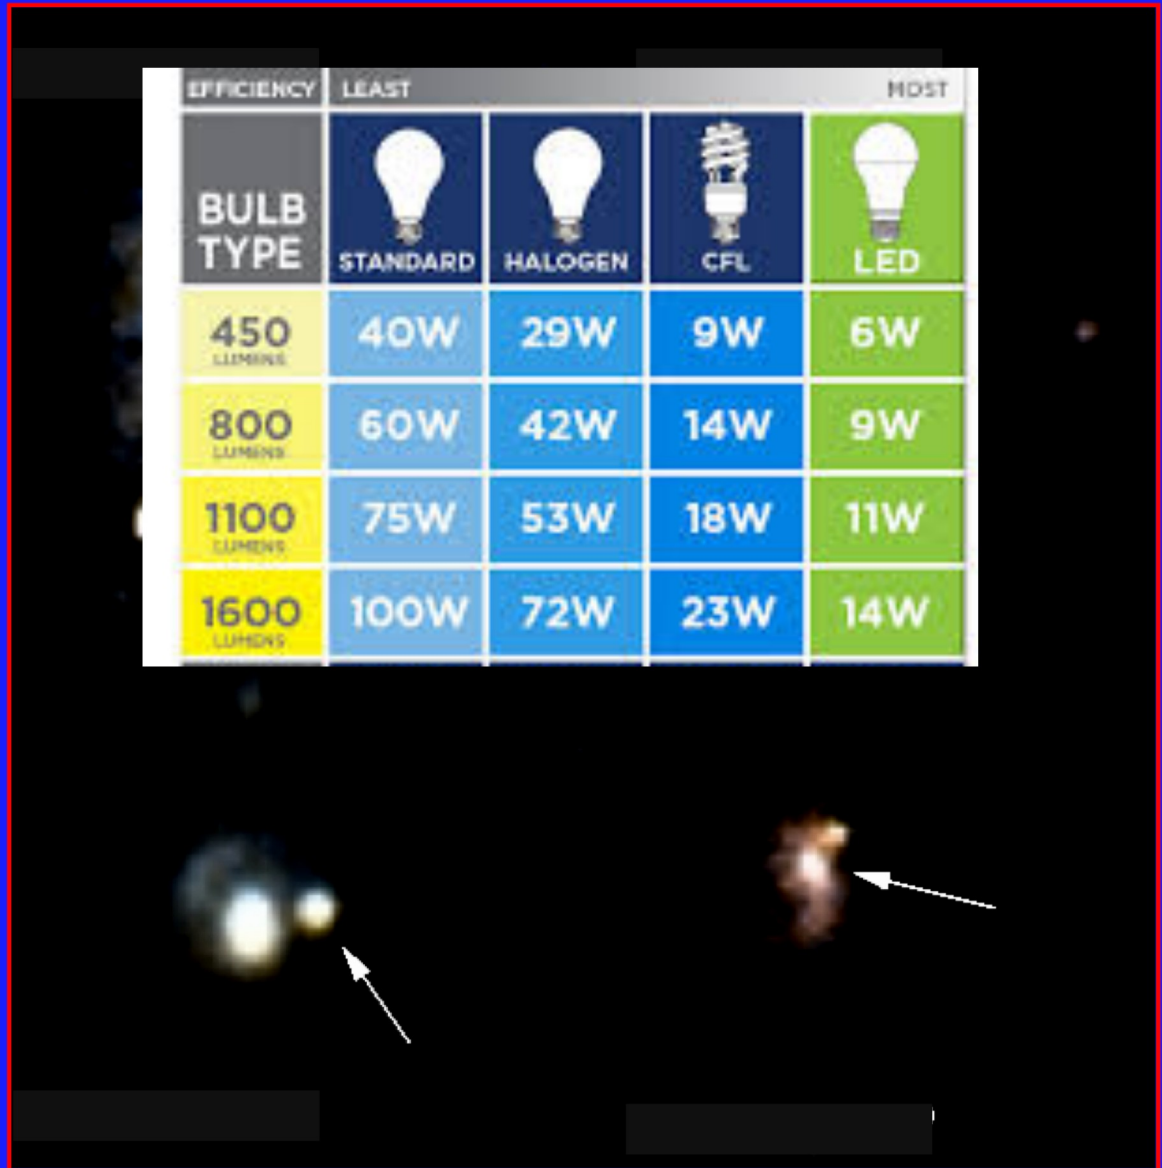 EFFICIENCY LEAST MOST
BULB
TYPE
STANDARD HALOGEN CFL LED
450 40W 29W 9W 6W
LUMENS
800 60W 42W 14W 9W
LUMENS
1100 75W 53W 18W 11W
LUMENS
1600 100W 72W 23W 14W
LUMENS